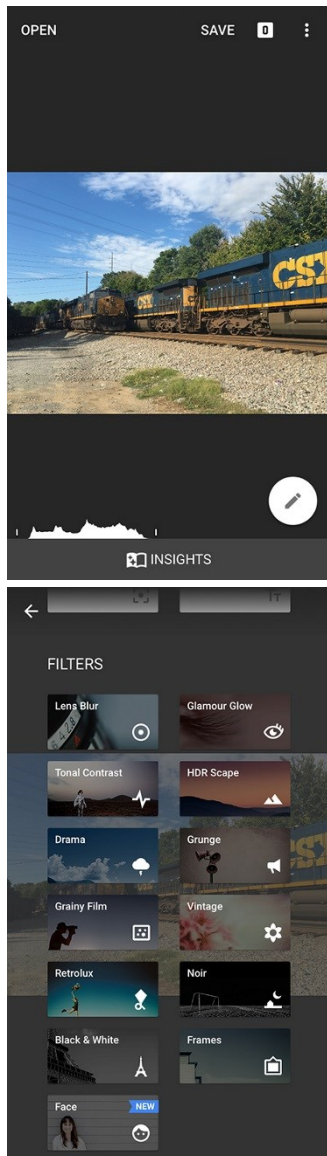 OPEN SAVE 0
CSX
INSIGHTS
TT
FILTERS
Lens Blur Glamour Glow
Tonal Contrast HDR Scape
Drama Grunge
Grainy Film Vintage
Retrolux Noir
Black & White Frames
Face NEW